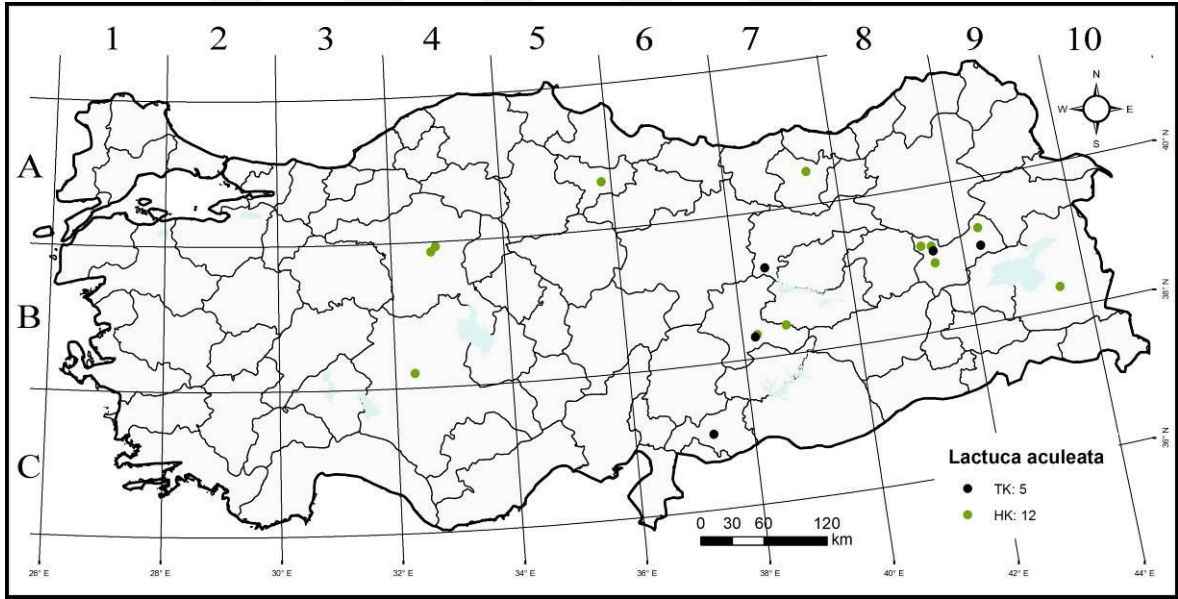 1 2 3 4 5 6 7 8 9 10
N
W E
S
A
B
C
40° N
38° N
36° N
Lactuca aculeata
TK: 5
HK: 12
0 30 60 120
km
26° E 28° E 30° E 32° E 34° E 36° E 38° E 40° E 42° E 44° E